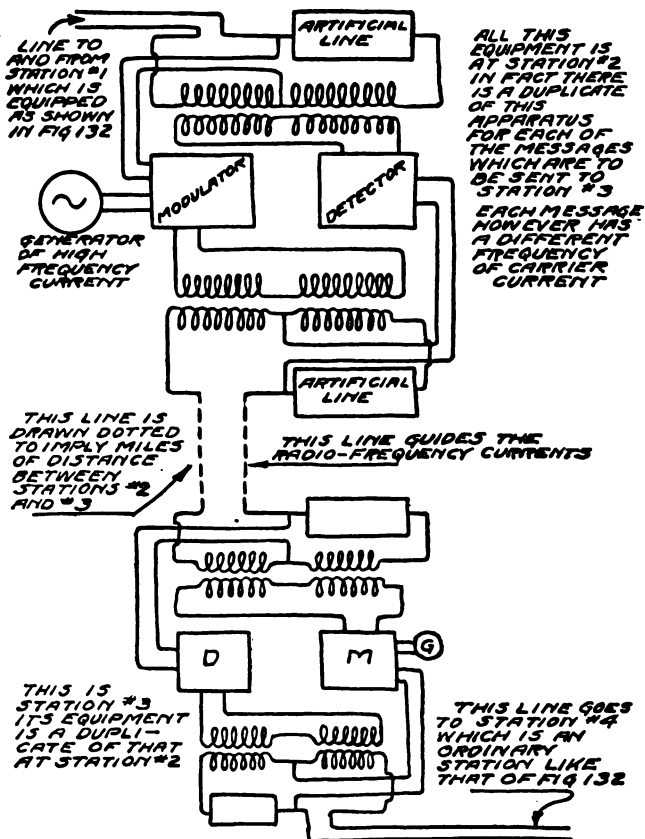 LINE TO
AND FROM
STATION #1
WHICH IS
EQUIPPED
AS SHOWN
IN FIG 132
ARTIFICIAL
LINE
ALL THIS
EQUIPMENT IS
AT STATION #2
IN FACT THERE
IS A DUPLICATE
OF THIS
APPARATUS
FOR EACH OF
THE MESSAGES
WHICH ARE TO
BE SENT TO
STATION #3
EACH MESSAGE
HOWEVER HAS
A DIFFERENT
FREQUENCY
OF CARRIER
CURRENT
MODULATOR
DETECTOR
GENERATOR
OF HIGH
FREQUENCY
CURRENT
ARTIFICIAL
LINE
THIS LINE IS
DRAWN DOTTED
TO IMPLY MILES
OF DISTANCE
BETWEEN
STATIONS #2
AND #3
THIS LINE GUIDES THE
RADIO-FREQUENCY CURRENTS
D
M
G
THIS IS
STATION #3
ITS EQUIPMENT
IS A DUPLI-
CATE OF THAT
AT STATION #2
THIS LINE GOES
TO STATION #4
WHICH IS AN
ORDINARY
STATION LIKE
THAT OF FIG 132